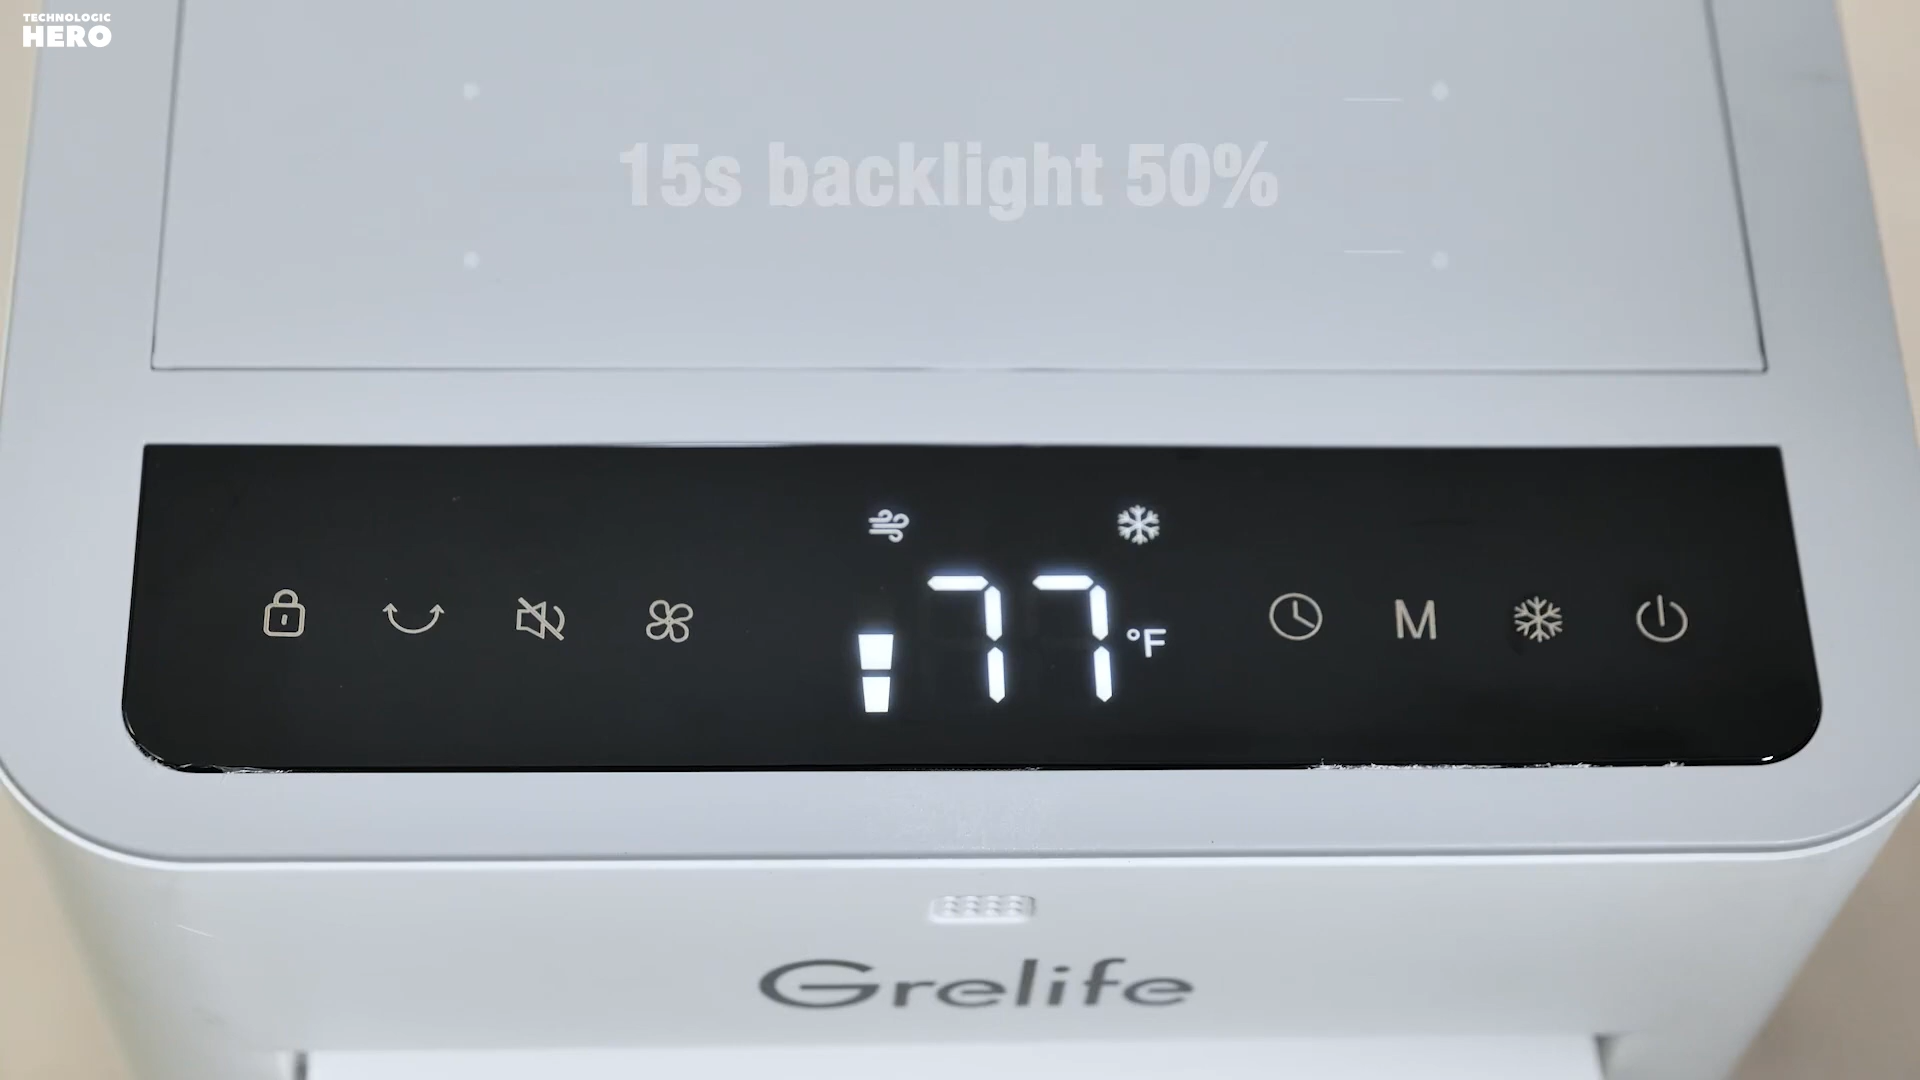 TECHNOLOGIC
HERO
15s backlight 50%
77 °F
M
Grelife